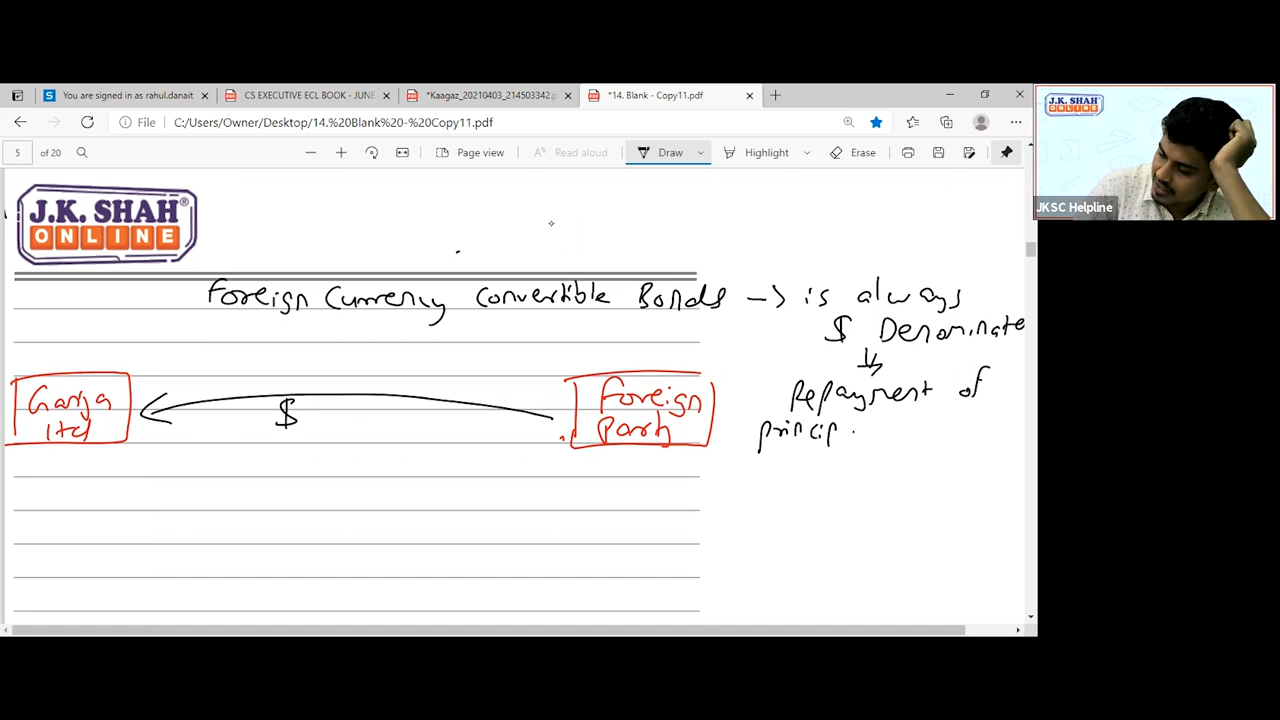 You are signed in as rahul.danait
CS EXECUTIVE ECL BOOK - JUNE
*Kaagaz_20210403_214503342.p
*14. Blank - Copy11.pdf
File
C:/Users/Owner/Desktop/14.%20Blank%20-%20Copy11.pdf
5 of 20
Page view
Read aloud
Draw
Highlight
Erase
J.K. SHAH®
ONLINE
J.K. SHAH
ONLINE
JKSC Helpline
Foreign Currency Convertible Bonds → is always
$ Denominate
Repayment of
princip
ltd
$
Foreign
Party